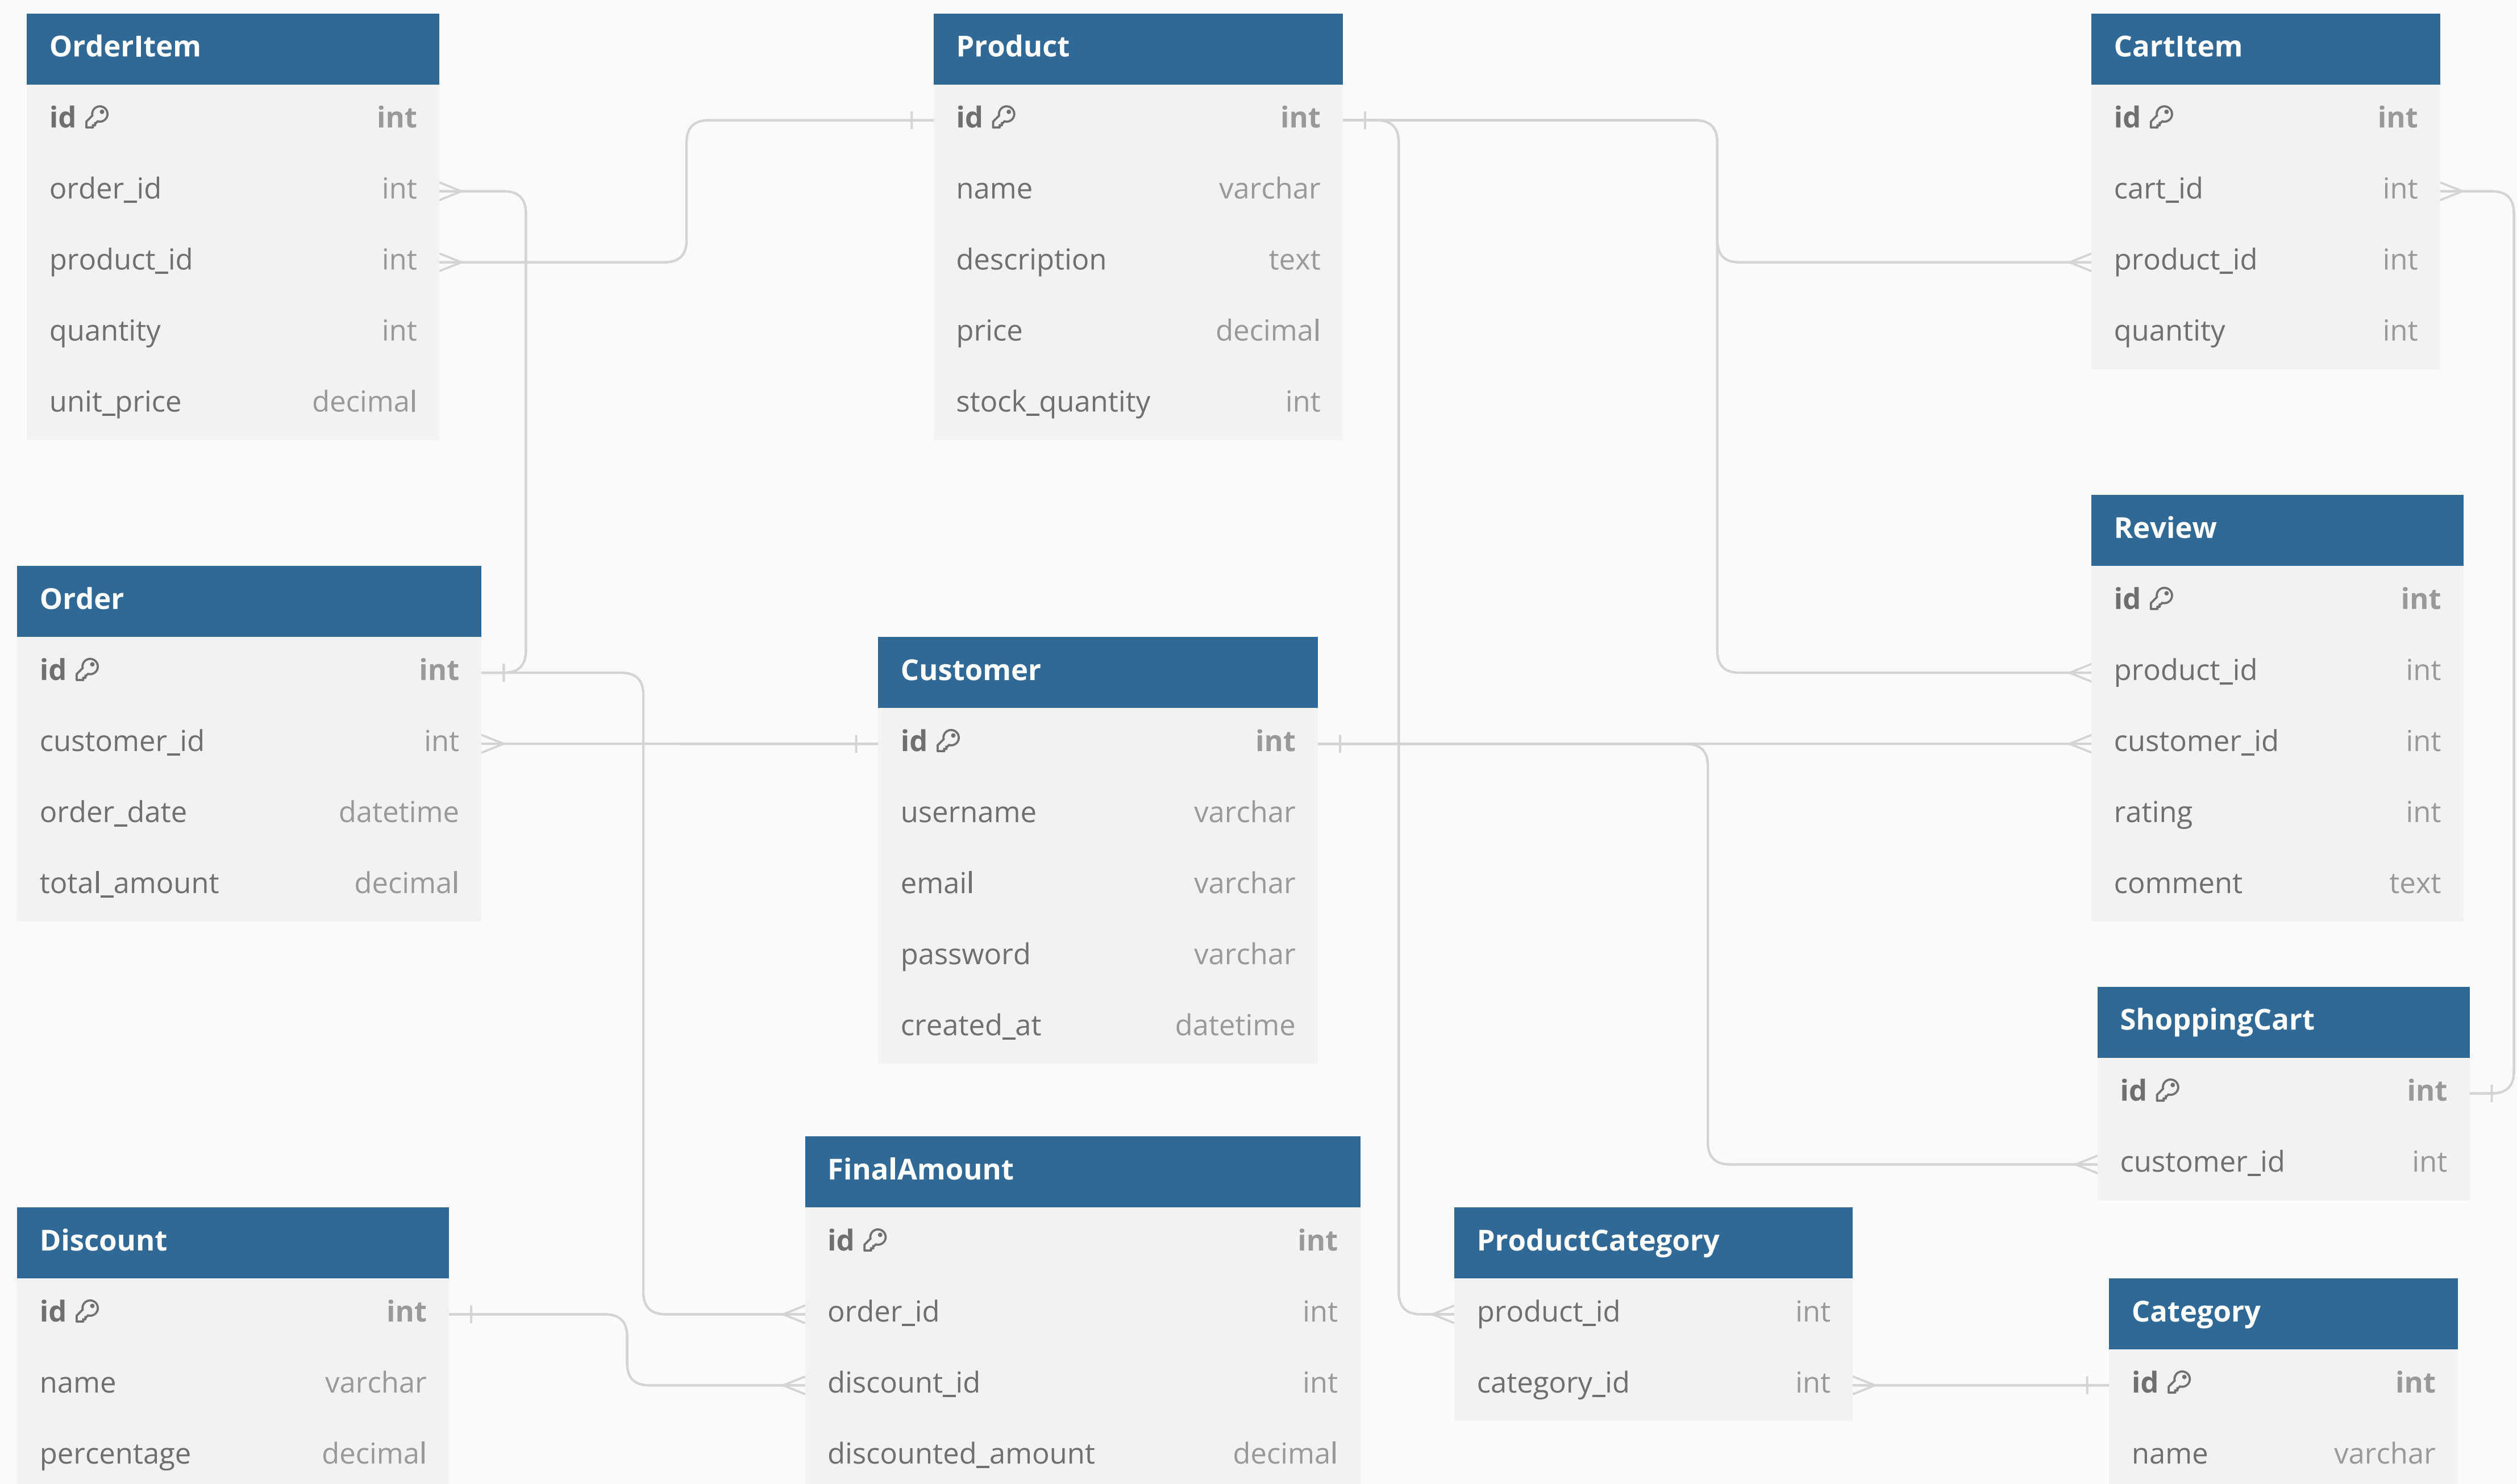 OrderItem
id int
order_id int
product_id int
quantity int
unit_price decimal
Product
id int
name varchar
description text
price decimal
stock_quantity int
CartItem
id int
cart_id int
product_id int
quantity int
Order
id int
customer_id int
order_date datetime
total_amount decimal
Customer
id int
username varchar
email varchar
password varchar
created_at datetime
Review
id int
product_id int
customer_id int
rating int
comment text
ShoppingCart
id int
customer_id int
Discount
id int
name varchar
percentage decimal
FinalAmount
id int
order_id int
discount_id int
discounted_amount decimal
ProductCategory
product_id int
category_id int
Category
id int
name varchar